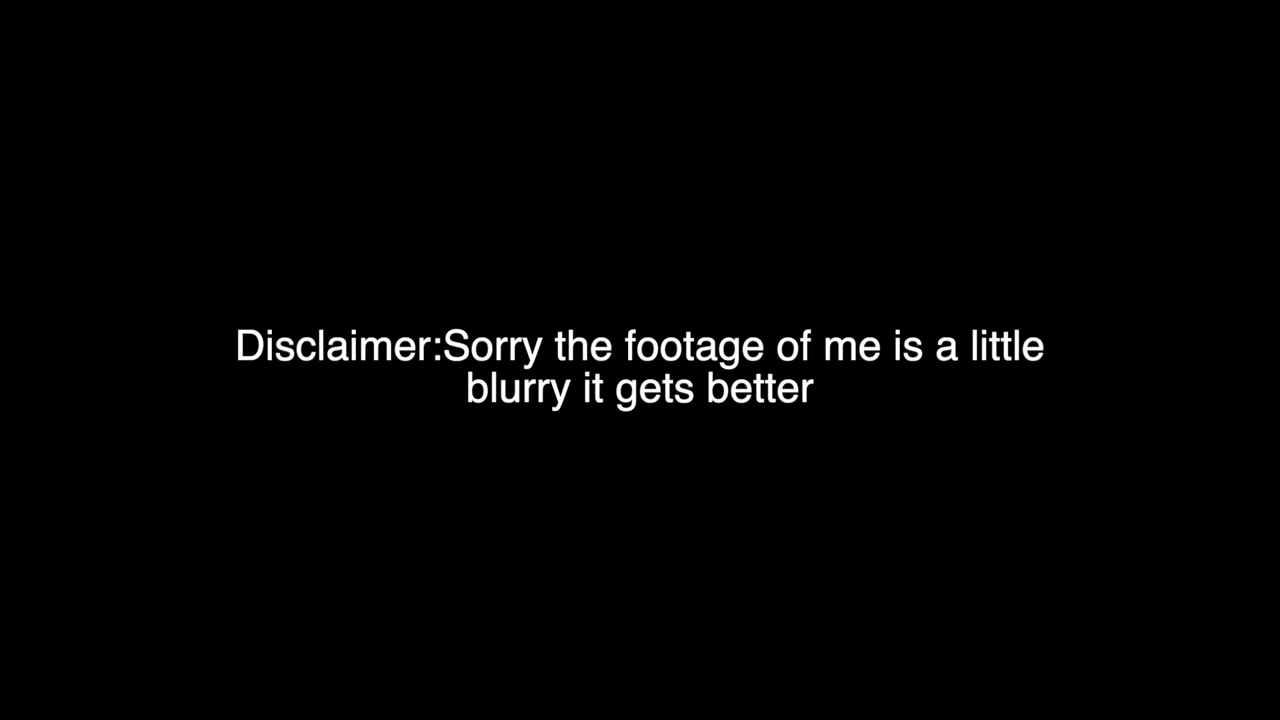 Disclaimer:Sorry the footage of me is a little
blurry it gets better